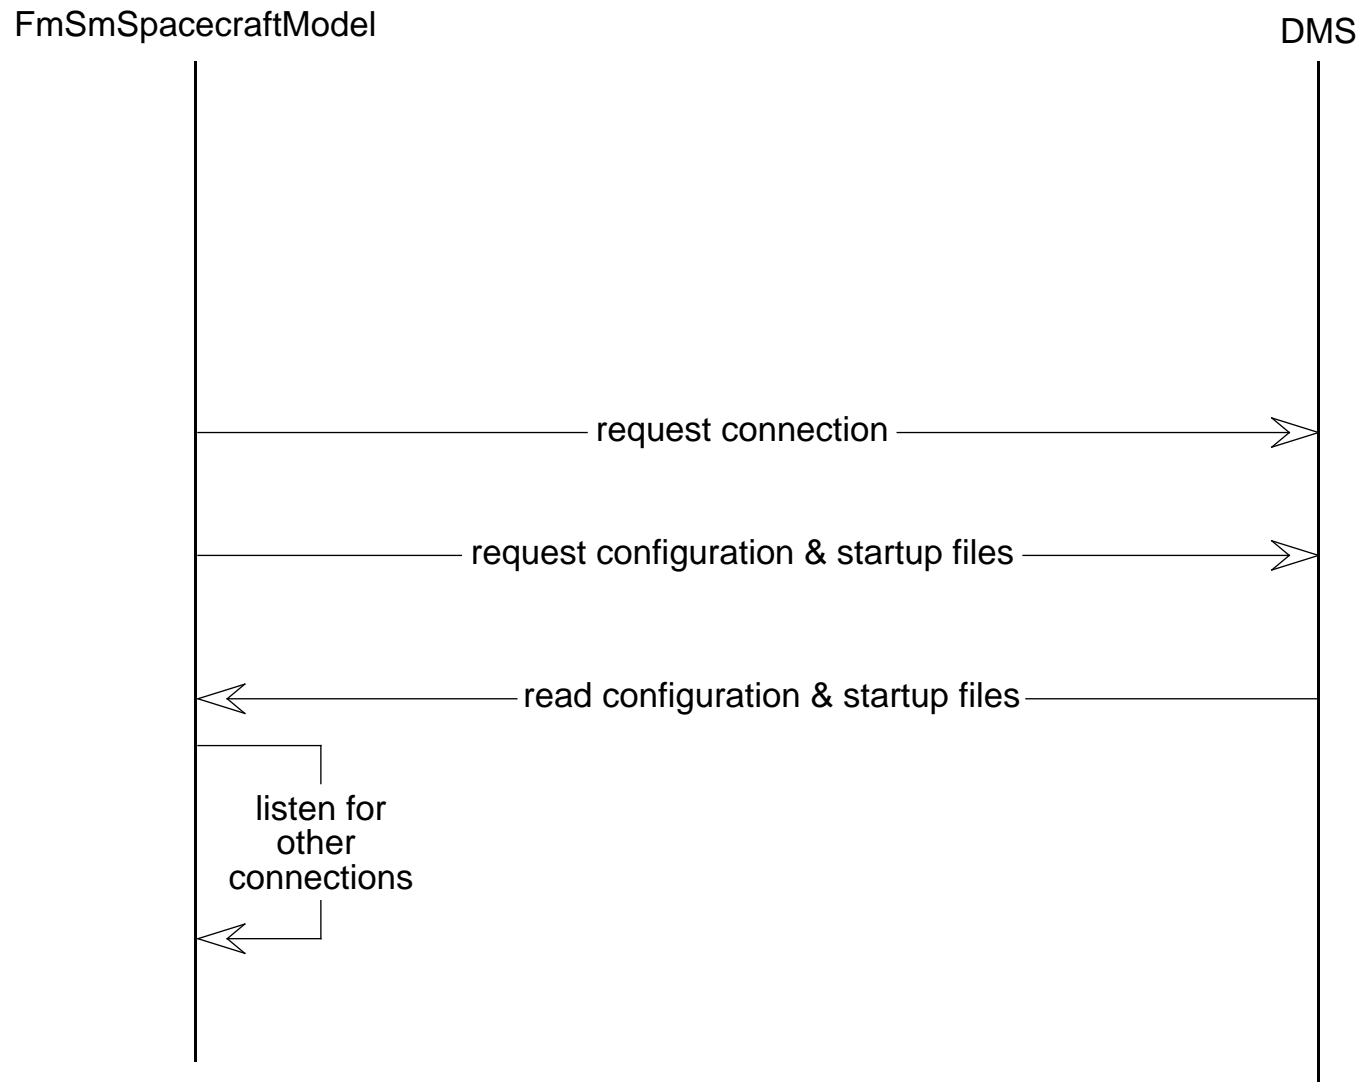 FmSmSpacecraftModel
DMS
request connection
request configuration & startup files
read configuration & startup files
listen for
other
connections